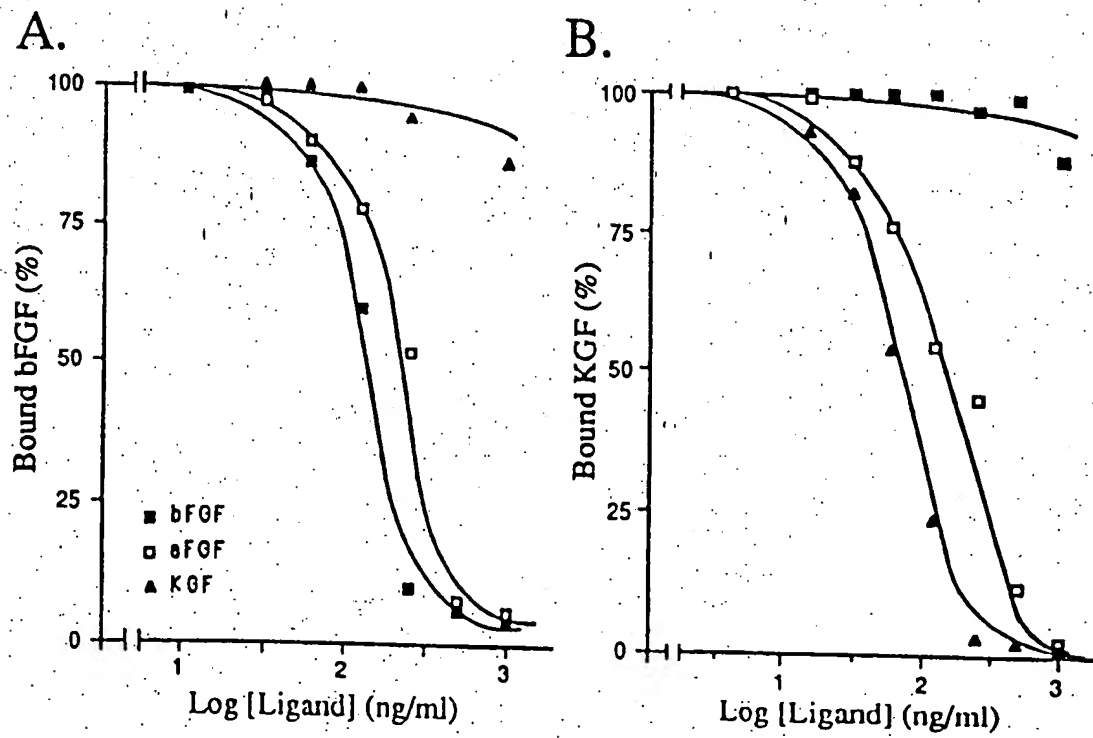 A.
100
75
50
25
0
Bound bFGF (%)
bFGF
aFGF
KGF
1
2
3
Log [Ligand] (ng/ml)
B.
100
75
50
25
0
Bound KGF (%)
1
2
3
Log [Ligand] (ng/ml)